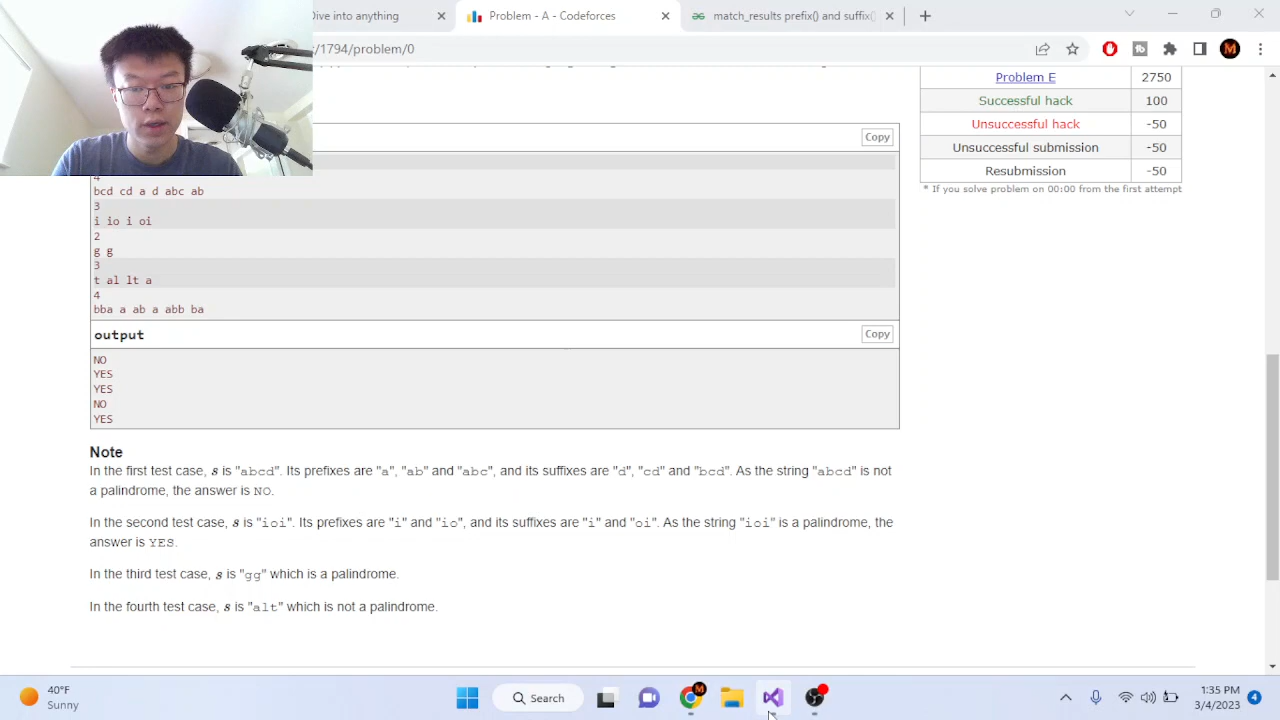 Dive into anything
Problem - A - Codeforces
match_results prefix() and suffix()
/1794/problem/0
Problem E 2750
Successful hack 100
Unsuccessful hack -50
Unsuccessful submission -50
Resubmission -50
* If you solve problem on 00:00 from the first attempt
Copy
4
bcd cd a d abc ab
3
i io i oi
2
g g
3
t al lt a
4
bba a ab a abb ba
output
Copy
NO
YES
YES
NO
YES
Note
In the first test case, s is "abcd". Its prefixes are "a", "ab" and "abc", and its suffixes are "d", "cd" and "bcd". As the string "abcd" is not
a palindrome, the answer is NO.
In the second test case, s is "ioi". Its prefixes are "i" and "io", and its suffixes are "i" and "oi". As the string "ioi" is a palindrome, the
answer is YES.
In the third test case, s is "gg" which is a palindrome.
In the fourth test case, s is "alt" which is not a palindrome.
40°F
Sunny
Search
M
1:35 PM
3/4/2023
4